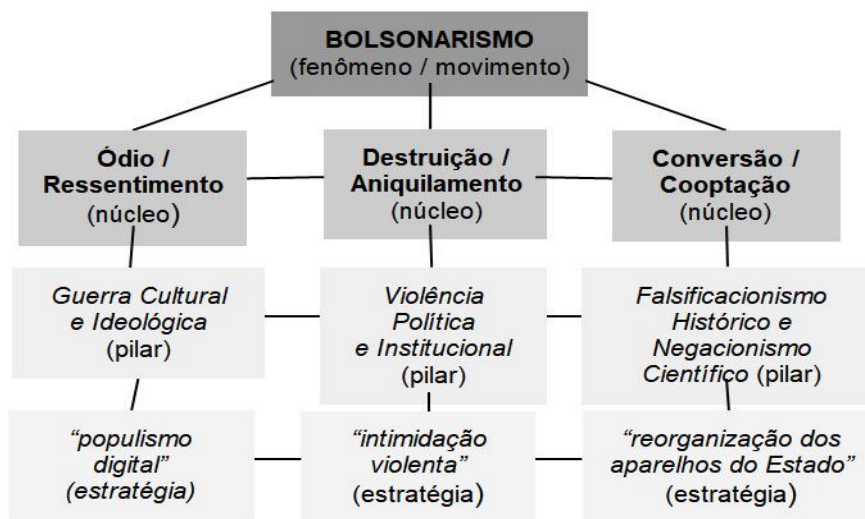 BOLSONARISMO
(fenômeno / movimento)
Ódio /
Ressentimento
(núcleo)
Destruição /
Aniquilamento
(núcleo)
Conversão /
Cooptação
(núcleo)
Guerra Cultural
e Ideológica
(pilar)
Violência
Política
e Institucional
(pilar)
Falsificacionismo
Histórico e
Negacionismo
Científico (pilar)
“populismo
digital”
(estratégia)
“intimidação
violenta”
(estratégia)
“reorganização dos
aparelhos do Estado”
(estratégia)